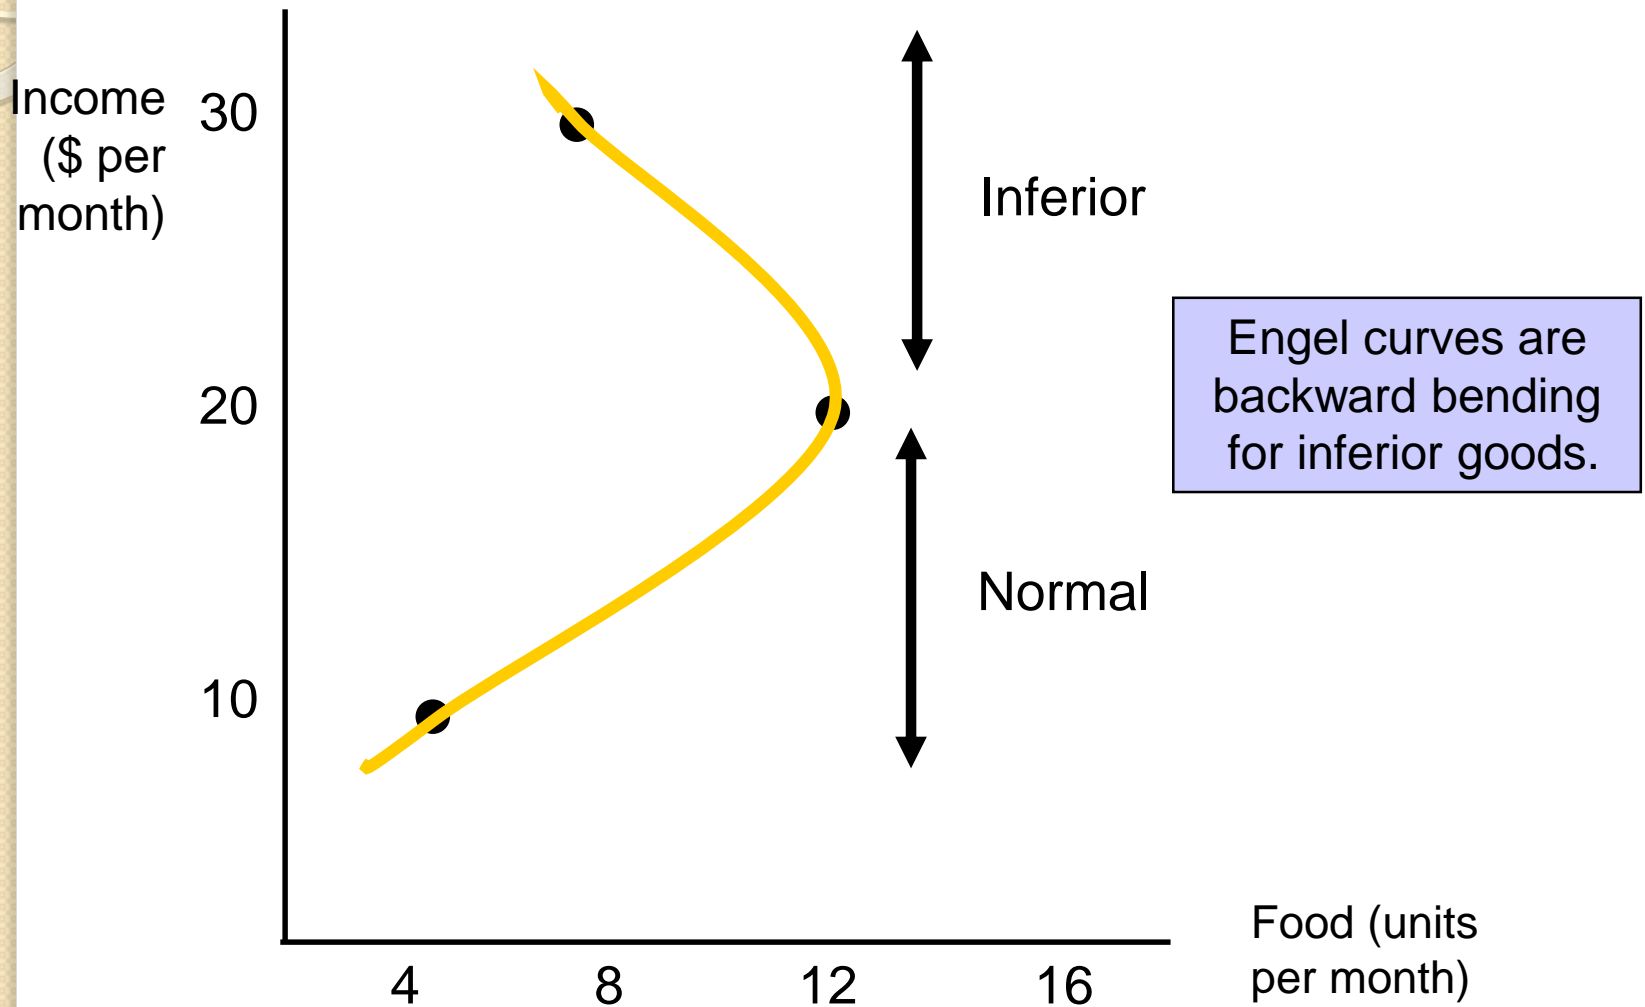 Income
($ per
month)
30
20
10
Inferior
Engel curves are
backward bending
for inferior goods.
Normal
Food (units
per month)
4
8
12
16